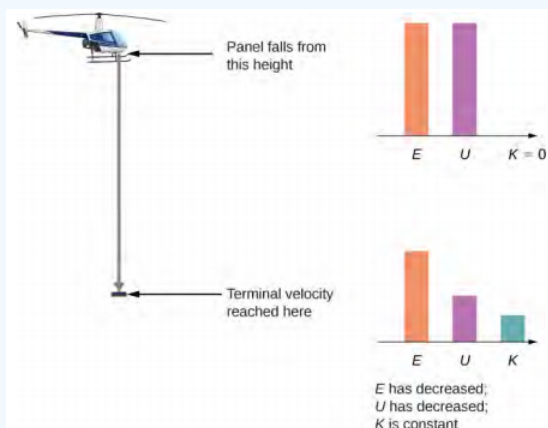 Panel falls from
this height
E U K = 0
Terminal velocity
reached here
E U K
E has decreased;
U has decreased;
K is constant